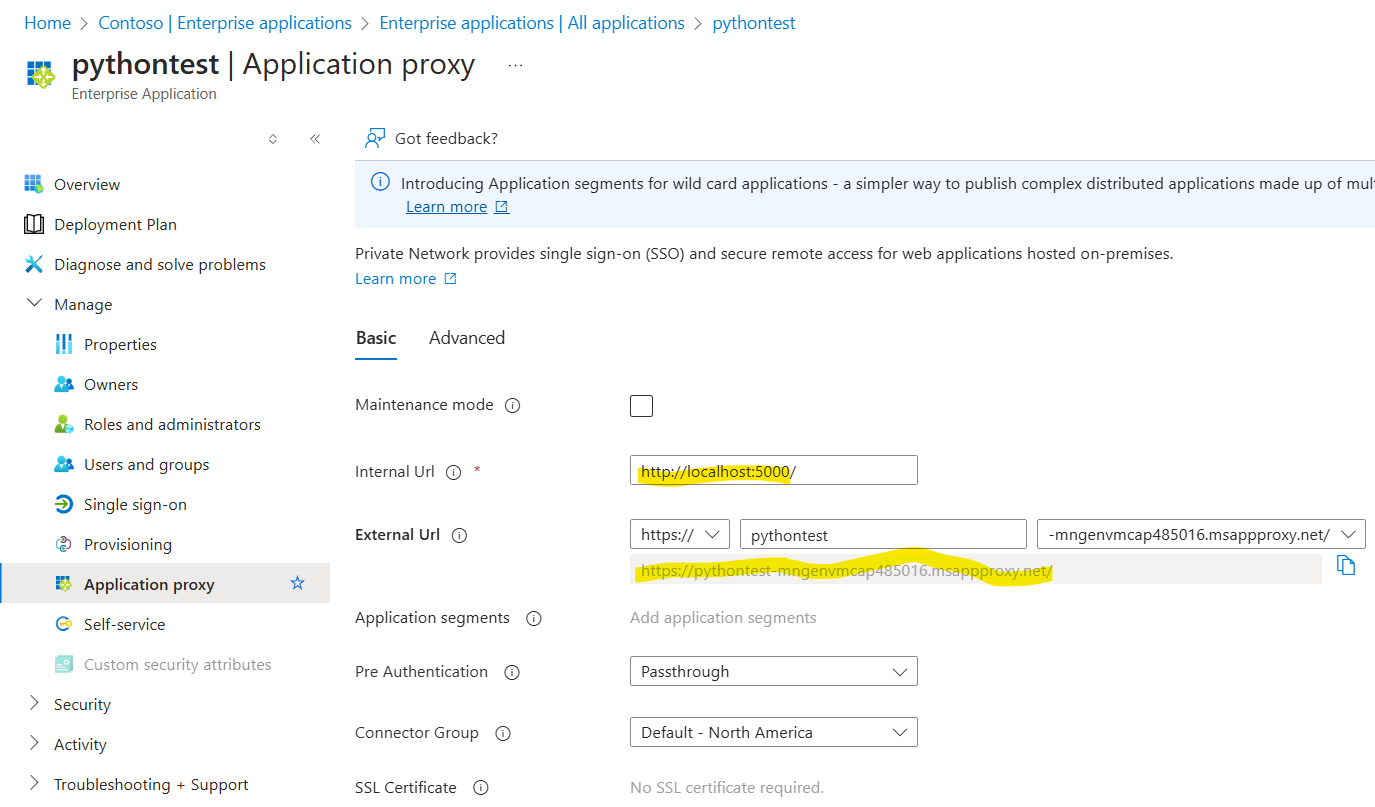 Home > Contoso | Enterprise applications > Enterprise applications | All applications > pythontest
pythontest | Application proxy ...
Enterprise Application
Got feedback?
Overview
Deployment Plan
Diagnose and solve problems
Manage
Properties
Owners
Roles and administrators
Users and groups
Single sign-on
Provisioning
Application proxy
Self-service
Custom security attributes
Security
Activity
Troubleshooting + Support
Introducing Application segments for wild card applications - a simpler way to publish complex distributed applications made up of mul
Learn more
Private Network provides single sign-on (SSO) and secure remote access for web applications hosted on-premises.
Learn more
Basic Advanced
Maintenance mode
Internal Url * http://localhost:5000/
External Url https:// pythontest -mngenvmcap485016.msappproxy.net/
https://pythontest-mngenvmcap485016.msappproxy.net/
Application segments Add application segments
Pre Authentication Passthrough
Connector Group Default - North America
SSL Certificate No SSL certificate required.